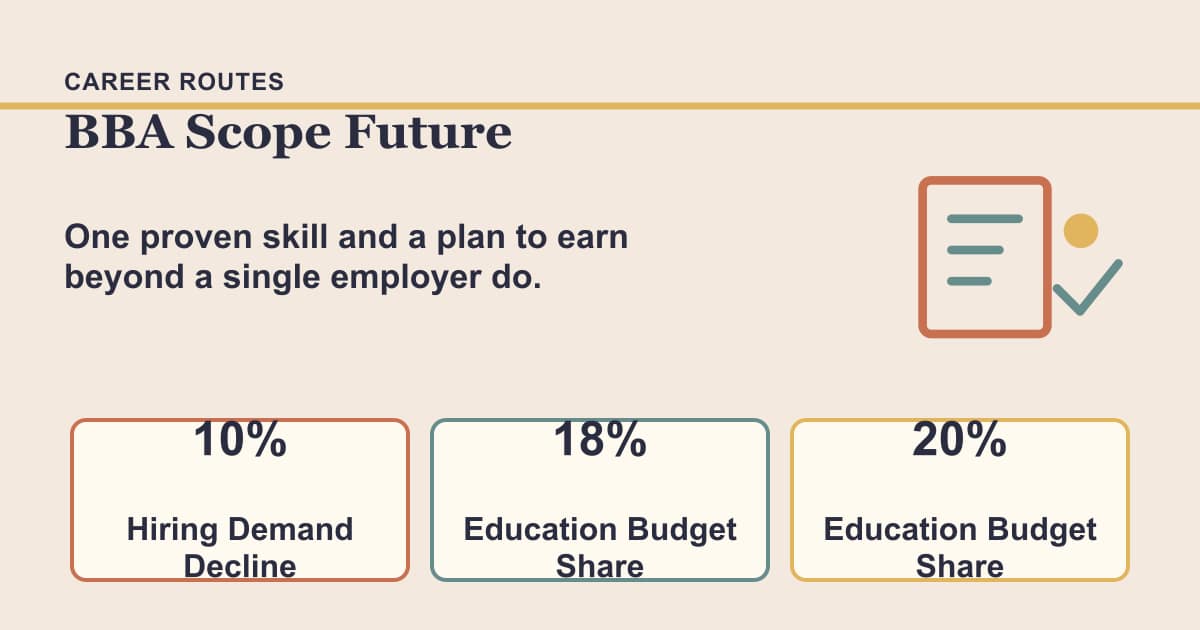 CAREER ROUTES
BBA Scope Future
One proven skill and a plan to earn
beyond a single employer do.
10%
Hiring Demand
Decline
18%
Education Budget
Share
20%
Education Budget
Share